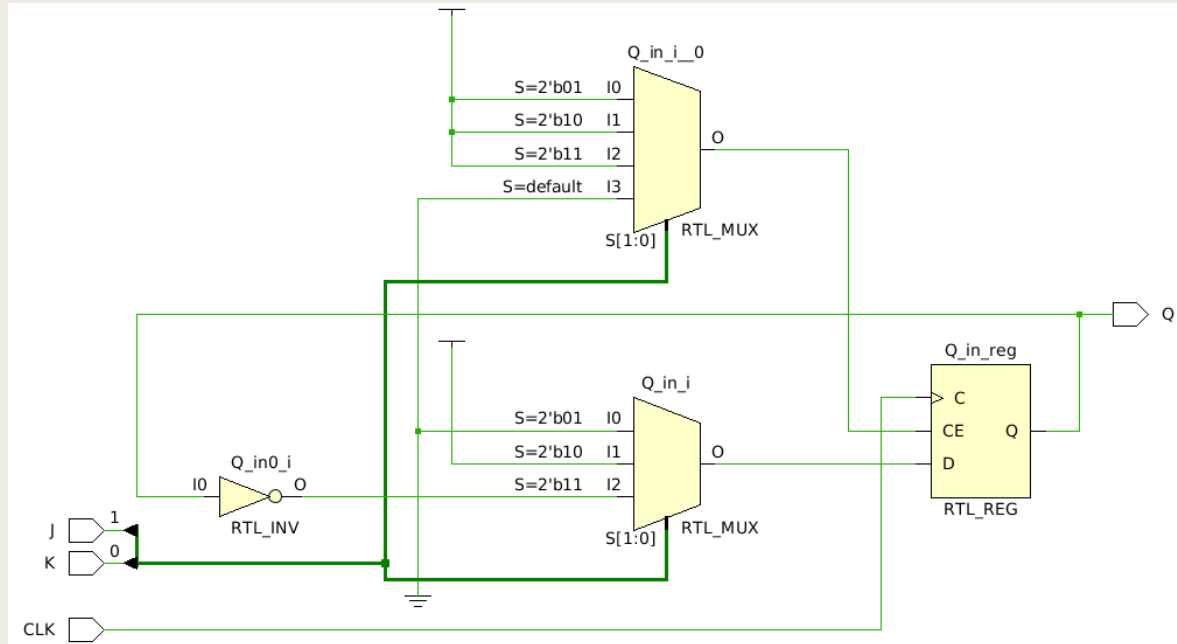 Q_in_i__0
S=2'b01 I0
S=2'b10 I1
O
S=2'b11 I2
S=default I3
S[1:0]
RTL_MUX
Q
Q_in_reg
Q_in_i
C
S=2'b01 I0
CE Q
S=2'b10 I1
O
D
Q_in0_i
S=2'b11 I2
I0 O
RTL_REG
J 1
RTL_INV
S[1:0]
RTL_MUX
K 0
CLK